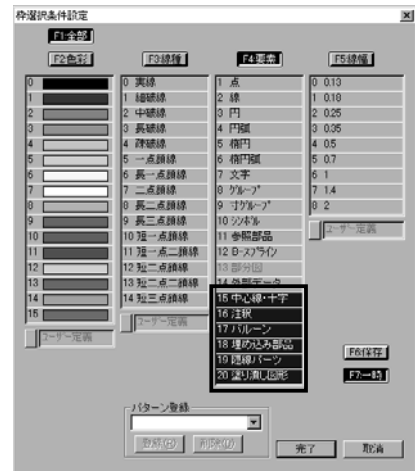 枠選択条件設定
F1:全部
F2色彩
F3:線種
F4:要素
F5:線幅
0
1
2
3
4
5
6
7
8
9
10
11
12
13
14
15
ユーザー定義
0 実線
1 細破線
2 中破線
3 長破線
4 疎破線
5 一点鎖線
6 長一点鎖線
7 二点鎖線
8 長二点鎖線
9 長三点鎖線
10 短一点鎖線
11 短一点二鎖線
12 短二点鎖線
13 短二点二鎖線
14 短三点鎖線
ユーザー定義
1 点
2 線
3 円
4 円弧
5 楕円
6 楕円弧
7 文字
8 グループ
9 寸グループ
10 シンボル
11 参照部品
12 B-スプライン
13 部分図
14 外部データ
15 中心線・十字
16 注釈
17 バルーン
18 埋め込み部品
19 隠線パーツ
20 塗り潰し図形
0 0.13
1 0.18
2 0.25
3 0.35
4 0.5
5 0.7
6 1
7 1.4
8 2
ユーザー定義
F6:保存
F7:一時
パターン登録
登録(H)
削除(D)
完了
取消